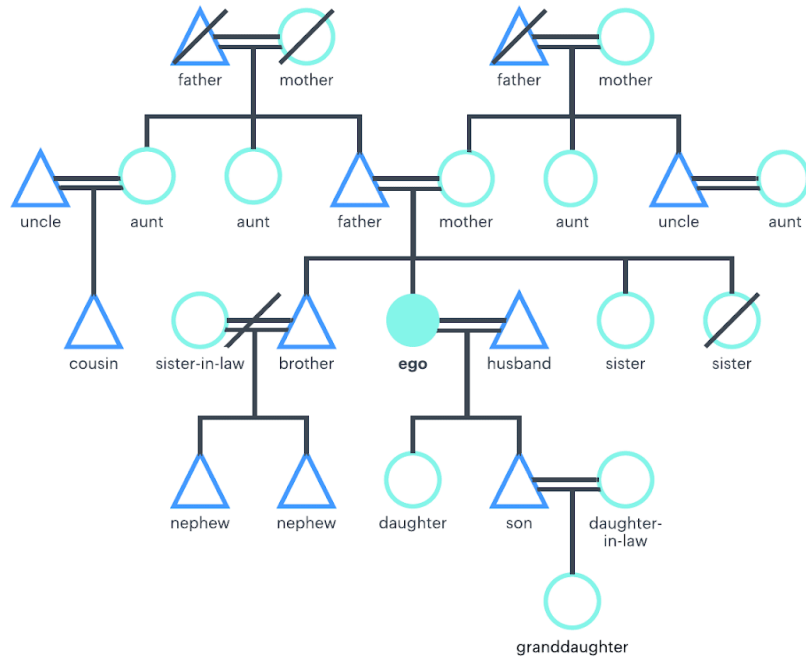 father
mother
father
mother
uncle
aunt
aunt
father
mother
aunt
uncle
aunt
cousin
sister-in-law
brother
ego
husband
sister
sister
nephew
nephew
daughter
son
daughter-
in-law
granddaughter